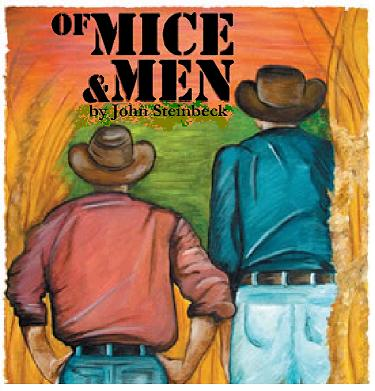 OF MICE
& MEN
by John Steinbeck